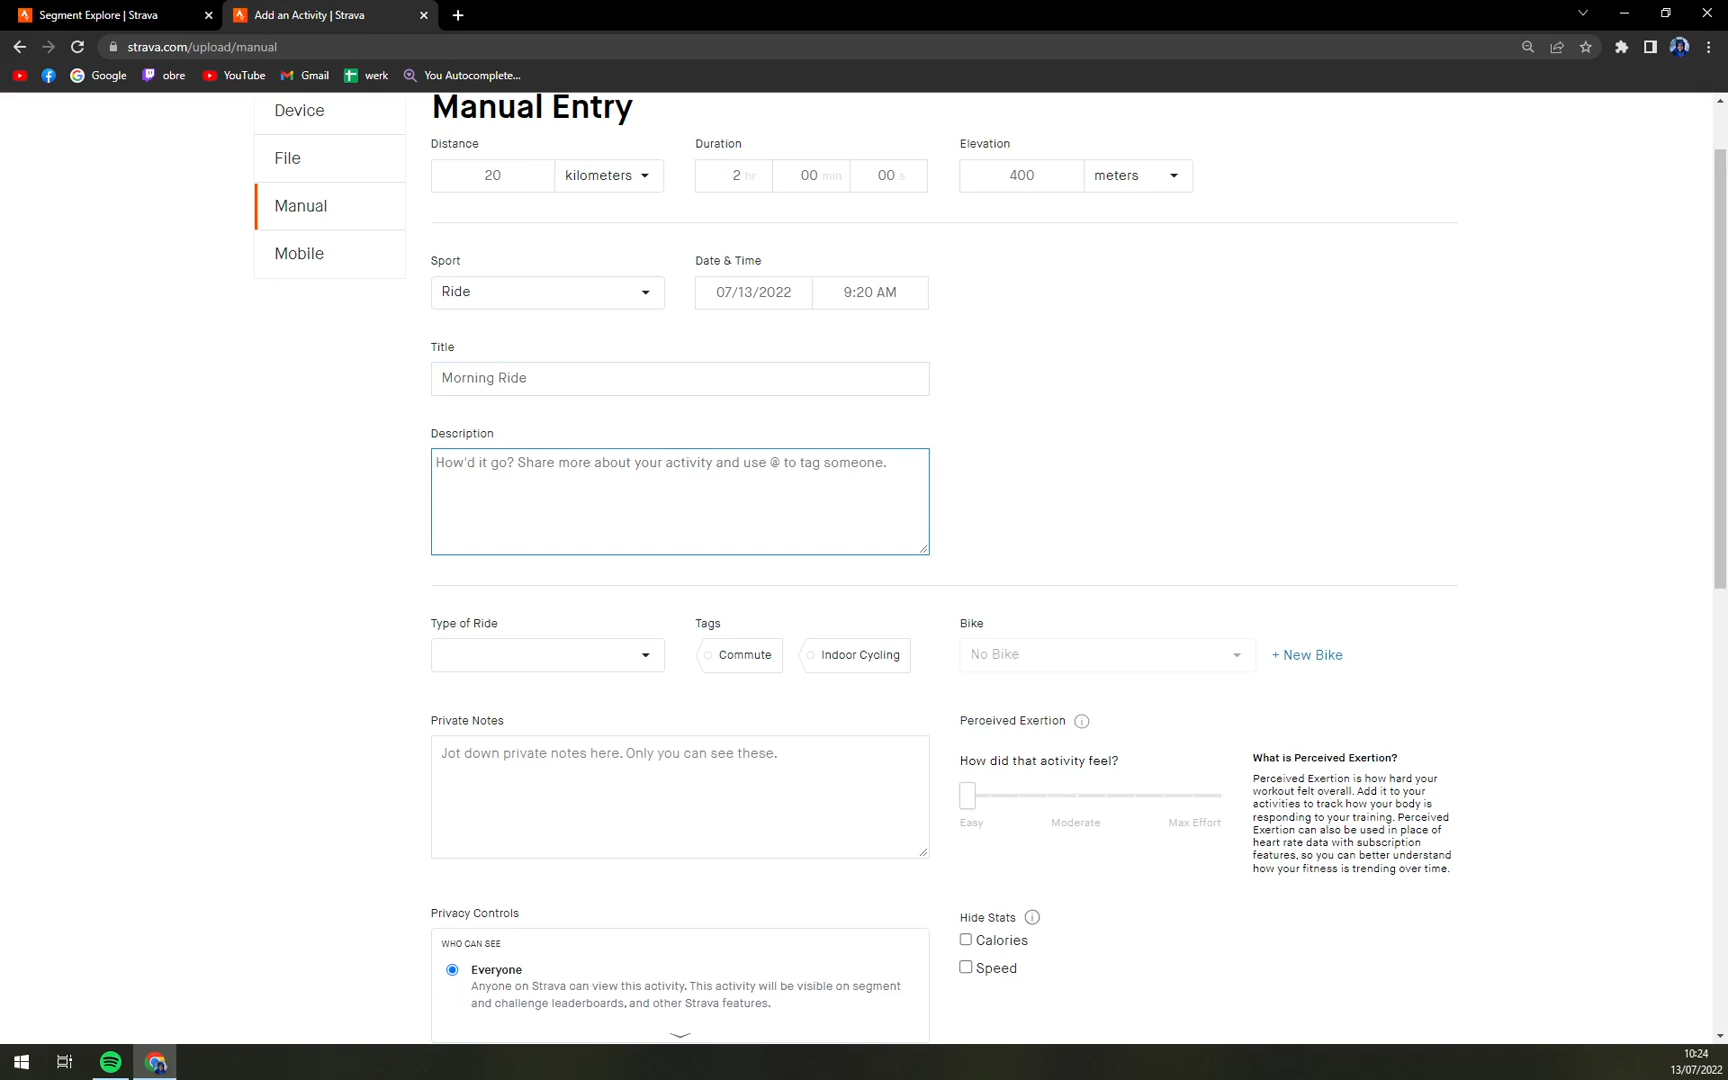 Segment Explore | Strava
Add an Activity | Strava
strava.com/upload/manual
Google
obre
YouTube
Gmail
werk
You Autocomplete...
Device
File
Manual
Mobile
Manual Entry
Distance
Duration
Elevation
20
kilometers
2 hr
00 min
00 s
400
meters
Sport
Date & Time
Ride
07/13/2022
9:20 AM
Title
Morning Ride
Description
How'd it go? Share more about your activity and use @ to tag someone.
Type of Ride
Tags
Bike
Commute
Indoor Cycling
No Bike
+ New Bike
Private Notes
Jot down private notes here. Only you can see these.
Perceived Exertion
How did that activity feel?
Easy
Moderate
Max Effort
What is Perceived Exertion?
Perceived Exertion is how hard your
workout felt overall. Add it to your
activities to track how your body is
responding to your training. Perceived
Exertion can also be used in place of
heart rate data with subscription
features, so you can better understand
how your fitness is trending over time.
Privacy Controls
WHO CAN SEE
Everyone
Anyone on Strava can view this activity. This activity will be visible on segment
and challenge leaderboards, and other Strava features.
Hide Stats
Calories
Speed
10:24
13/07/2022